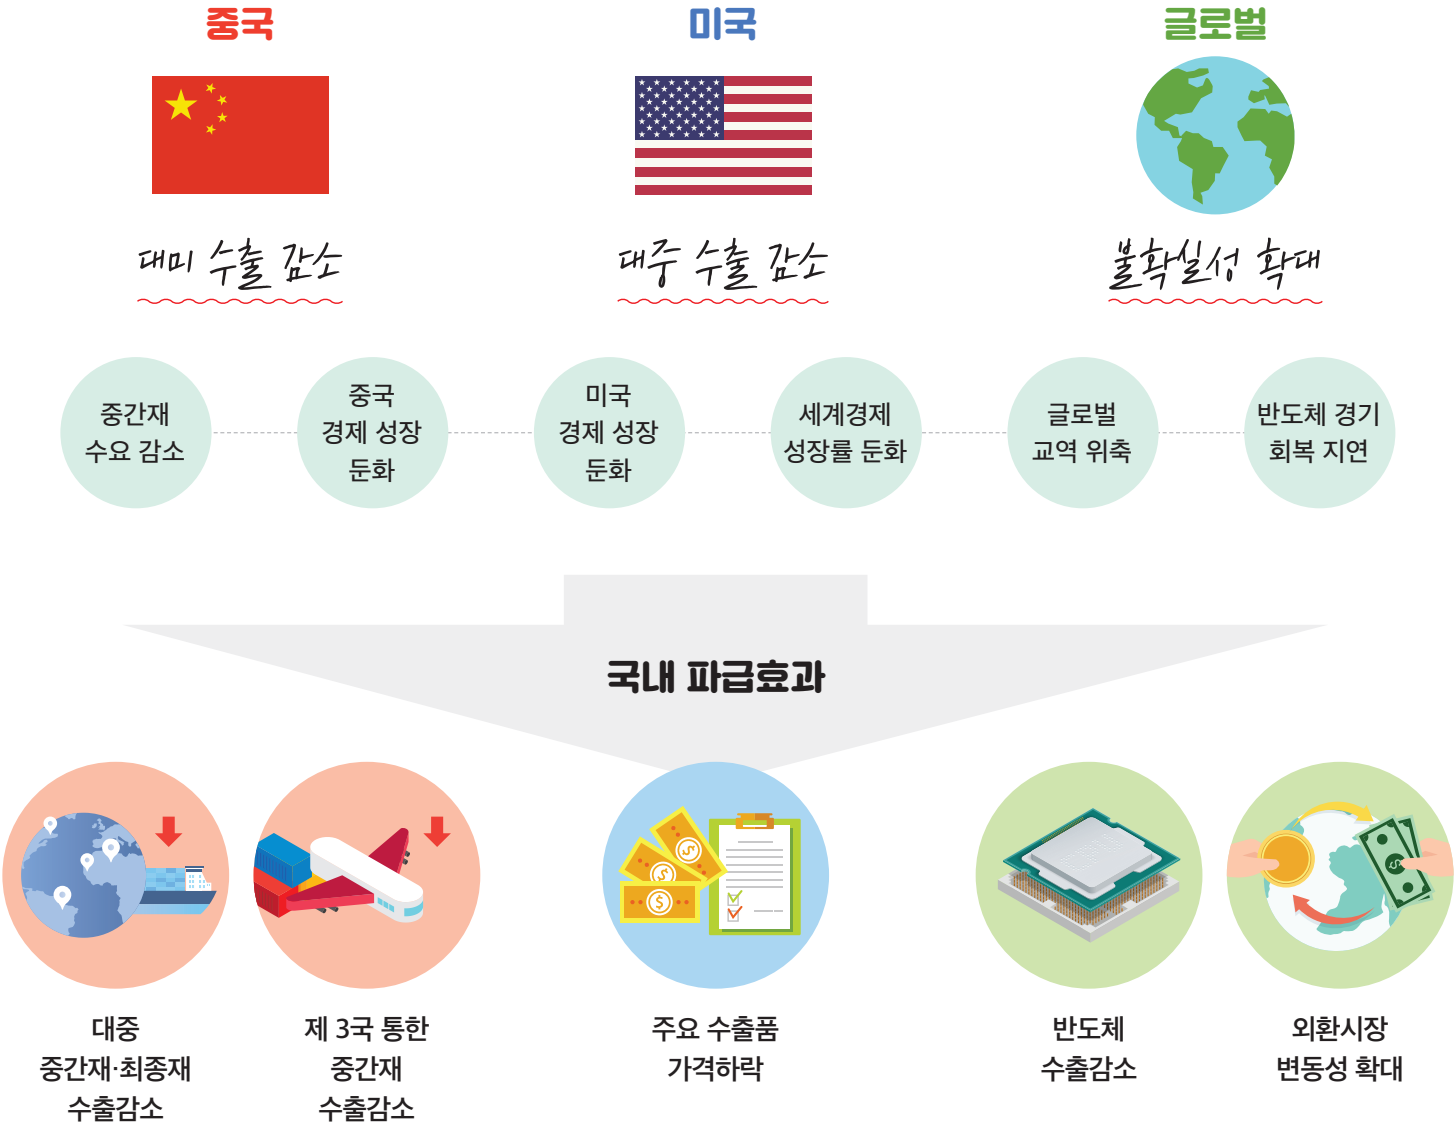 중국
미국
글로벌
대미 수출 감소
대중 수출 감소
불확실성 확대
중간재
수요 감소
중국
경제 성장
둔화
미국
경제 성장
둔화
세계경제
성장률 둔화
글로벌
교역 위축
반도체 경기
회복 지연
국내 파급효과
대중
중간재·최종재
수출감소
제 3국 통한
중간재
수출감소
주요 수출품
가격하락
반도체
수출감소
외환시장
변동성 확대